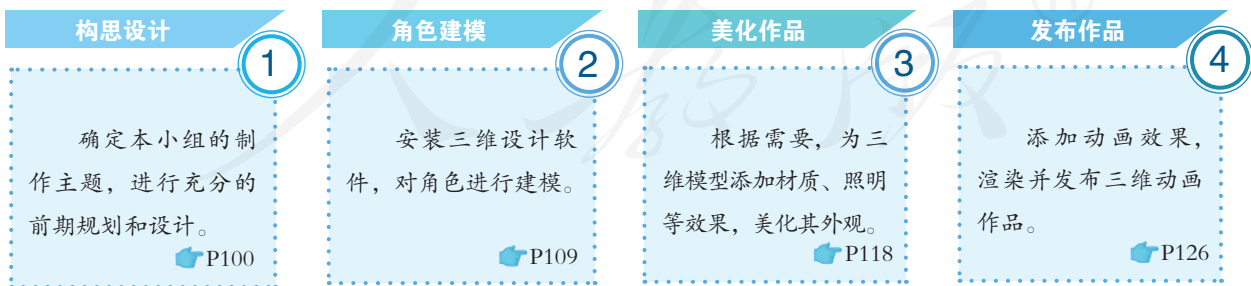 构思设计
1
确定本小组的制
作主题，进行充分的
前期规划和设计。
P100
角色建模
2
安装三维设计软
件，对角色进行建模。
P109
美化作品
3
根据需要，为三
维模型添加材质、照明
等效果，美化其外观。
P118
发布作品
4
添加动画效果，
渲染并发布三维动画
作品。
P126